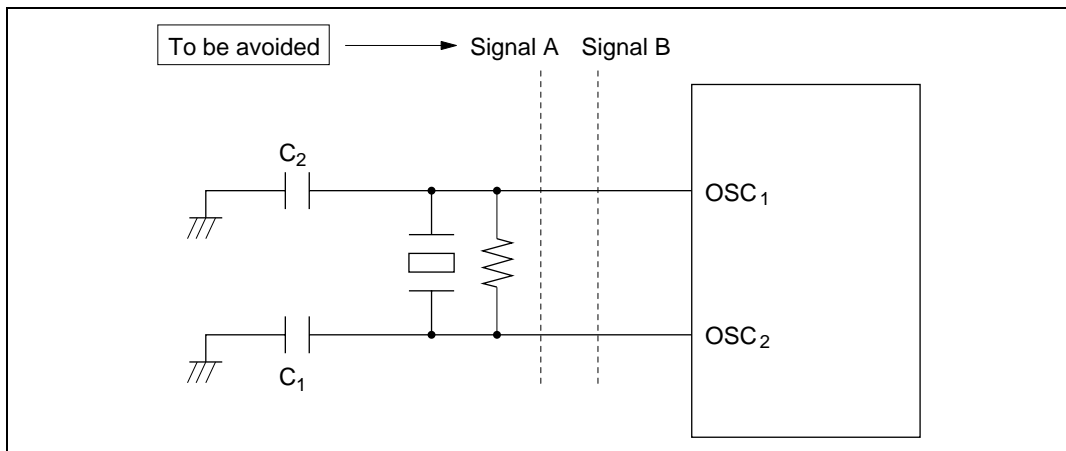 To be avoided Signal A Signal B
C2
OSC1
OSC2
C1